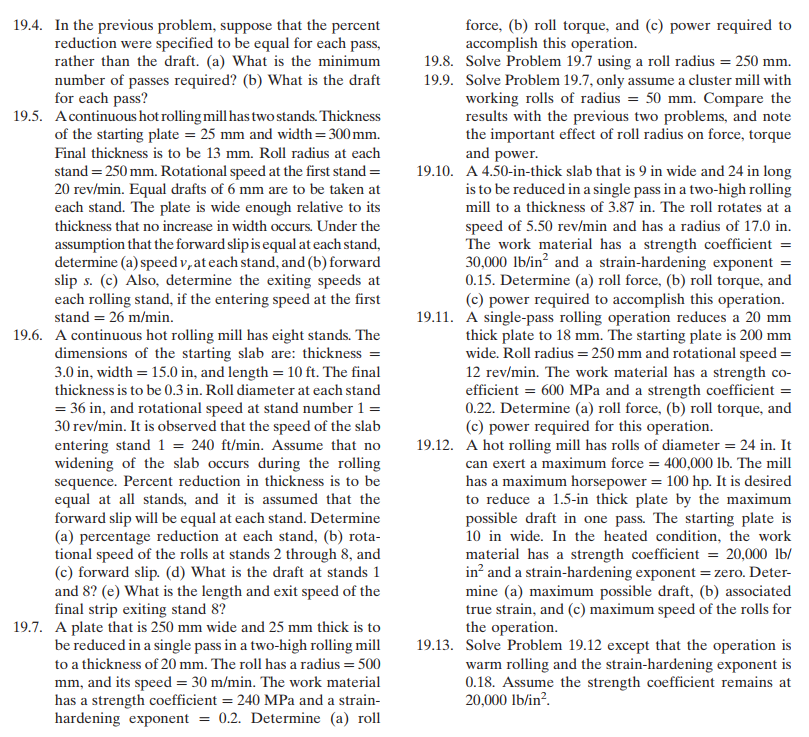 19.4. In the previous problem, suppose that the percent
reduction were specified to be equal for each pass,
rather than the draft. (a) What is the minimum
number of passes required? (b) What is the draft
for each pass?
19.5. A continuous hot rolling mill has two stands. Thickness
of the starting plate = 25 mm and width = 300 mm.
Final thickness is to be 13 mm. Roll radius at each
stand = 250 mm. Rotational speed at the first stand =
20 rev/min. Equal drafts of 6 mm are to be taken at
each stand. The plate is wide enough relative to its
thickness that no increase in width occurs. Under the
assumption that the forward slip is equal at each stand,
determine (a) speed vᵣ at each stand, and (b) forward
slip s. (c) Also, determine the exiting speeds at
each rolling stand, if the entering speed at the first
stand = 26 m/min.
19.6. A continuous hot rolling mill has eight stands. The
dimensions of the starting slab are: thickness =
3.0 in, width = 15.0 in, and length = 10 ft. The final
thickness is to be 0.3 in. Roll diameter at each stand
= 36 in, and rotational speed at stand number 1 =
30 rev/min. It is observed that the speed of the slab
entering stand 1 = 240 ft/min. Assume that no
widening of the slab occurs during the rolling
sequence. Percent reduction in thickness is to be
equal at all stands, and it is assumed that the
forward slip will be equal at each stand. Determine
(a) percentage reduction at each stand, (b) rota-
tional speed of the rolls at stands 2 through 8, and
(c) forward slip. (d) What is the draft at stands 1
and 8? (e) What is the length and exit speed of the
final strip exiting stand 8?
19.7. A plate that is 250 mm wide and 25 mm thick is to
be reduced in a single pass in a two-high rolling mill
to a thickness of 20 mm. The roll has a radius = 500
mm, and its speed = 30 m/min. The work material
has a strength coefficient = 240 MPa and a strain-
hardening exponent = 0.2. Determine (a) roll
force, (b) roll torque, and (c) power required to
accomplish this operation.
19.8. Solve Problem 19.7 using a roll radius = 250 mm.
19.9. Solve Problem 19.7, only assume a cluster mill with
working rolls of radius = 50 mm. Compare the
results with the previous two problems, and note
the important effect of roll radius on force, torque
and power.
19.10. A 4.50-in-thick slab that is 9 in wide and 24 in long
is to be reduced in a single pass in a two-high rolling
mill to a thickness of 3.87 in. The roll rotates at a
speed of 5.50 rev/min and has a radius of 17.0 in.
The work material has a strength coefficient =
30,000 lb/in² and a strain-hardening exponent =
0.15. Determine (a) roll force, (b) roll torque, and
(c) power required to accomplish this operation.
19.11. A single-pass rolling operation reduces a 20 mm
thick plate to 18 mm. The starting plate is 200 mm
wide. Roll radius = 250 mm and rotational speed =
12 rev/min. The work material has a strength co-
efficient = 600 MPa and a strength coefficient =
0.22. Determine (a) roll force, (b) roll torque, and
(c) power required for this operation.
19.12. A hot rolling mill has rolls of diameter = 24 in. It
can exert a maximum force = 400,000 lb. The mill
has a maximum horsepower = 100 hp. It is desired
to reduce a 1.5-in thick plate by the maximum
possible draft in one pass. The starting plate is
10 in wide. In the heated condition, the work
material has a strength coefficient = 20,000 lb/
in² and a strain-hardening exponent = zero. Deter-
mine (a) maximum possible draft, (b) associated
true strain, and (c) maximum speed of the rolls for
the operation.
19.13. Solve Problem 19.12 except that the operation is
warm rolling and the strain-hardening exponent is
0.18. Assume the strength coefficient remains at
20,000 lb/in².